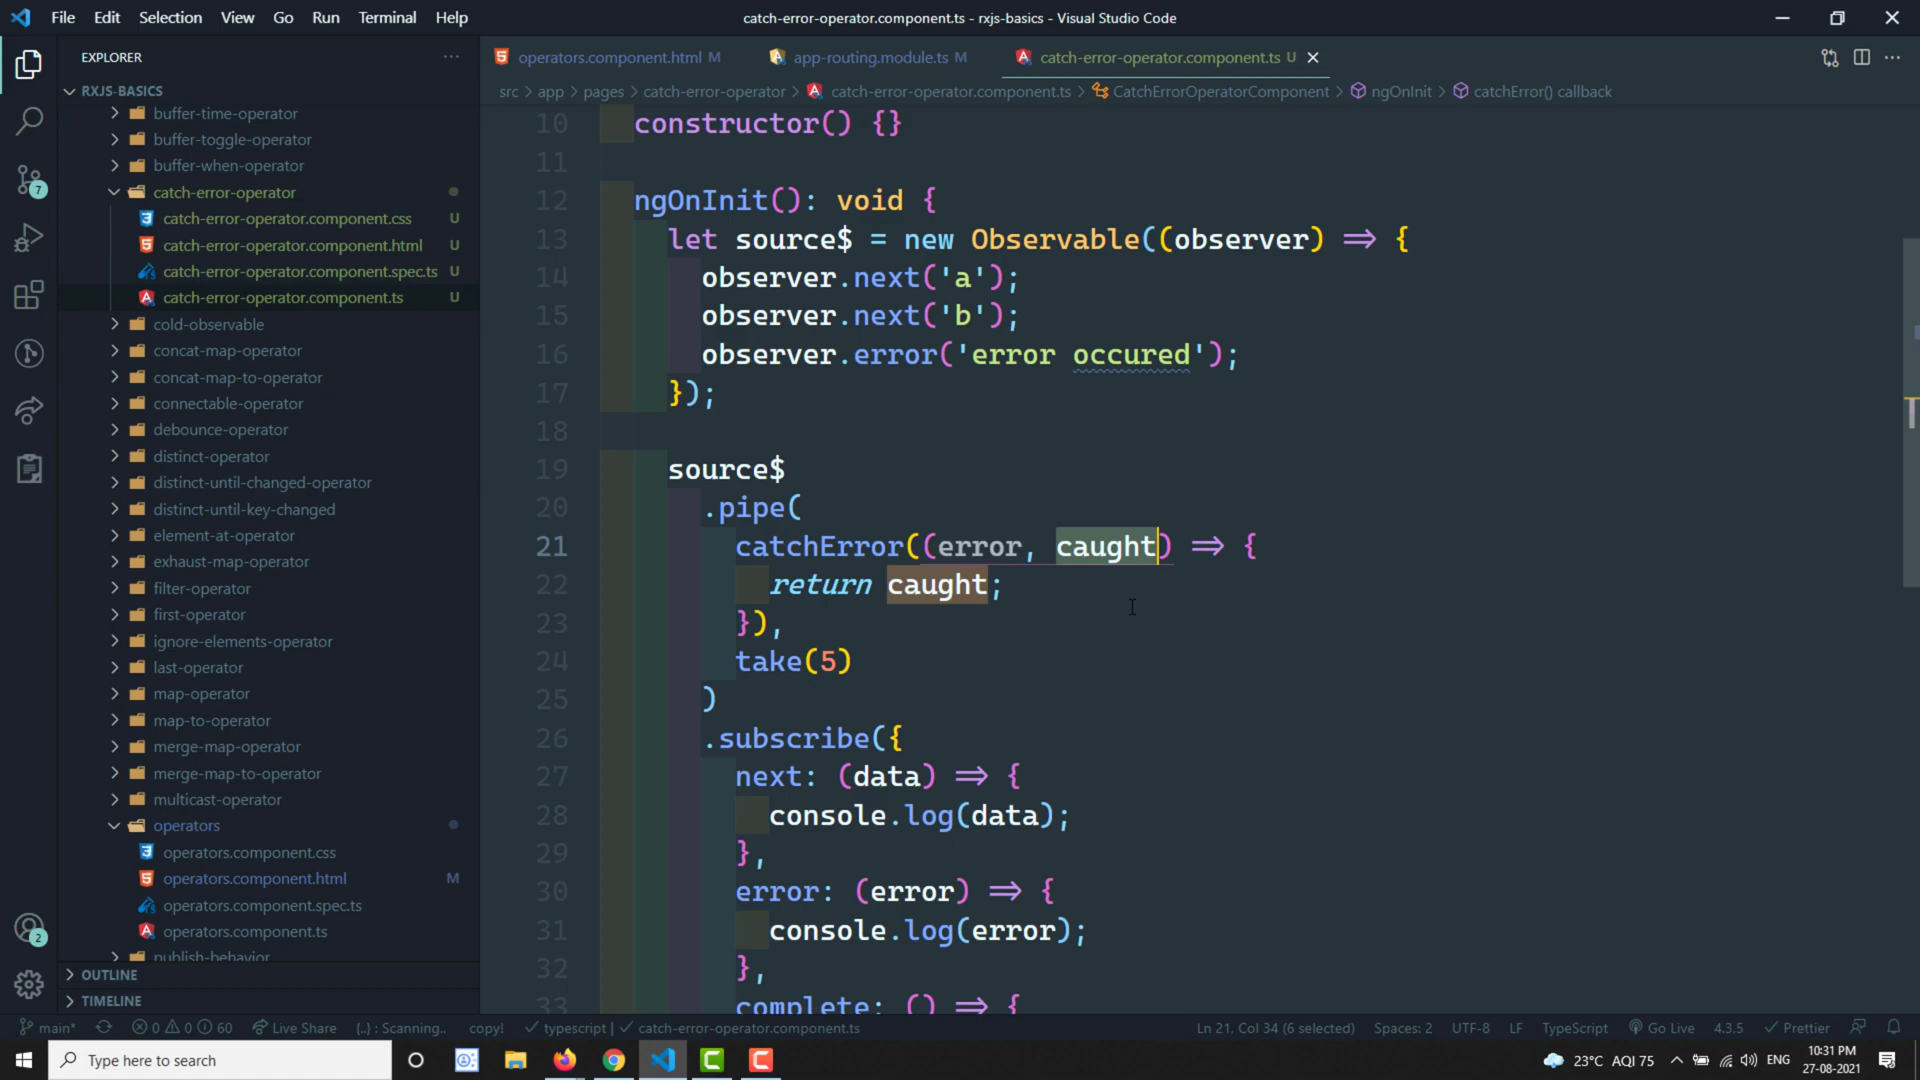 File Edit Selection View Go Run Terminal Help
catch-error-operator.component.ts - rxjs-basics - Visual Studio Code
EXPLORER
RXJS-BASICS
buffer-time-operator
buffer-toggle-operator
buffer-when-operator
catch-error-operator
catch-error-operator.component.css U
catch-error-operator.component.html U
catch-error-operator.component.spec.ts U
catch-error-operator.component.ts U
cold-observable
concat-map-operator
concat-map-to-operator
connectable-operator
debounce-operator
distinct-operator
distinct-until-changed-operator
distinct-until-key-changed
element-at-operator
exhaust-map-operator
filter-operator
first-operator
ignore-elements-operator
last-operator
map-operator
map-to-operator
merge-map-operator
merge-map-to-operator
multicast-operator
operators
operators.component.css
operators.component.html M
operators.component.spec.ts
operators.component.ts
publish-behavior
OUTLINE
TIMELINE
7
2
operators.component.html M
app-routing.module.ts M
catch-error-operator.component.ts U
src > app > pages > catch-error-operator > catch-error-operator.component.ts > CatchErrorOperatorComponent > ngOnInit > catchError() callback
10 constructor() {}
11
12 ngOnInit(): void {
13 let source$ = new Observable((observer) => {
14 observer.next('a');
15 observer.next('b');
16 observer.error('error occured');
17 });
18
19 source$
20 .pipe(
21 catchError((error, caught) => {
22 return caught;
23 }),
24 take(5)
25 )
26 .subscribe({
27 next: (data) => {
28 console.log(data);
29 },
30 error: (error) => {
31 console.log(error);
32 },
33 complete: () => {
main* 0 0 60 Live Share {..} : Scanning.. copy! typescript | catch-error-operator.component.ts
Ln 21, Col 34 (6 selected) Spaces: 2 UTF-8 LF TypeScript Go Live 4.3.5 Prettier
Type here to search
23°C AQI 75 ENG
10:31 PM
27-08-2021